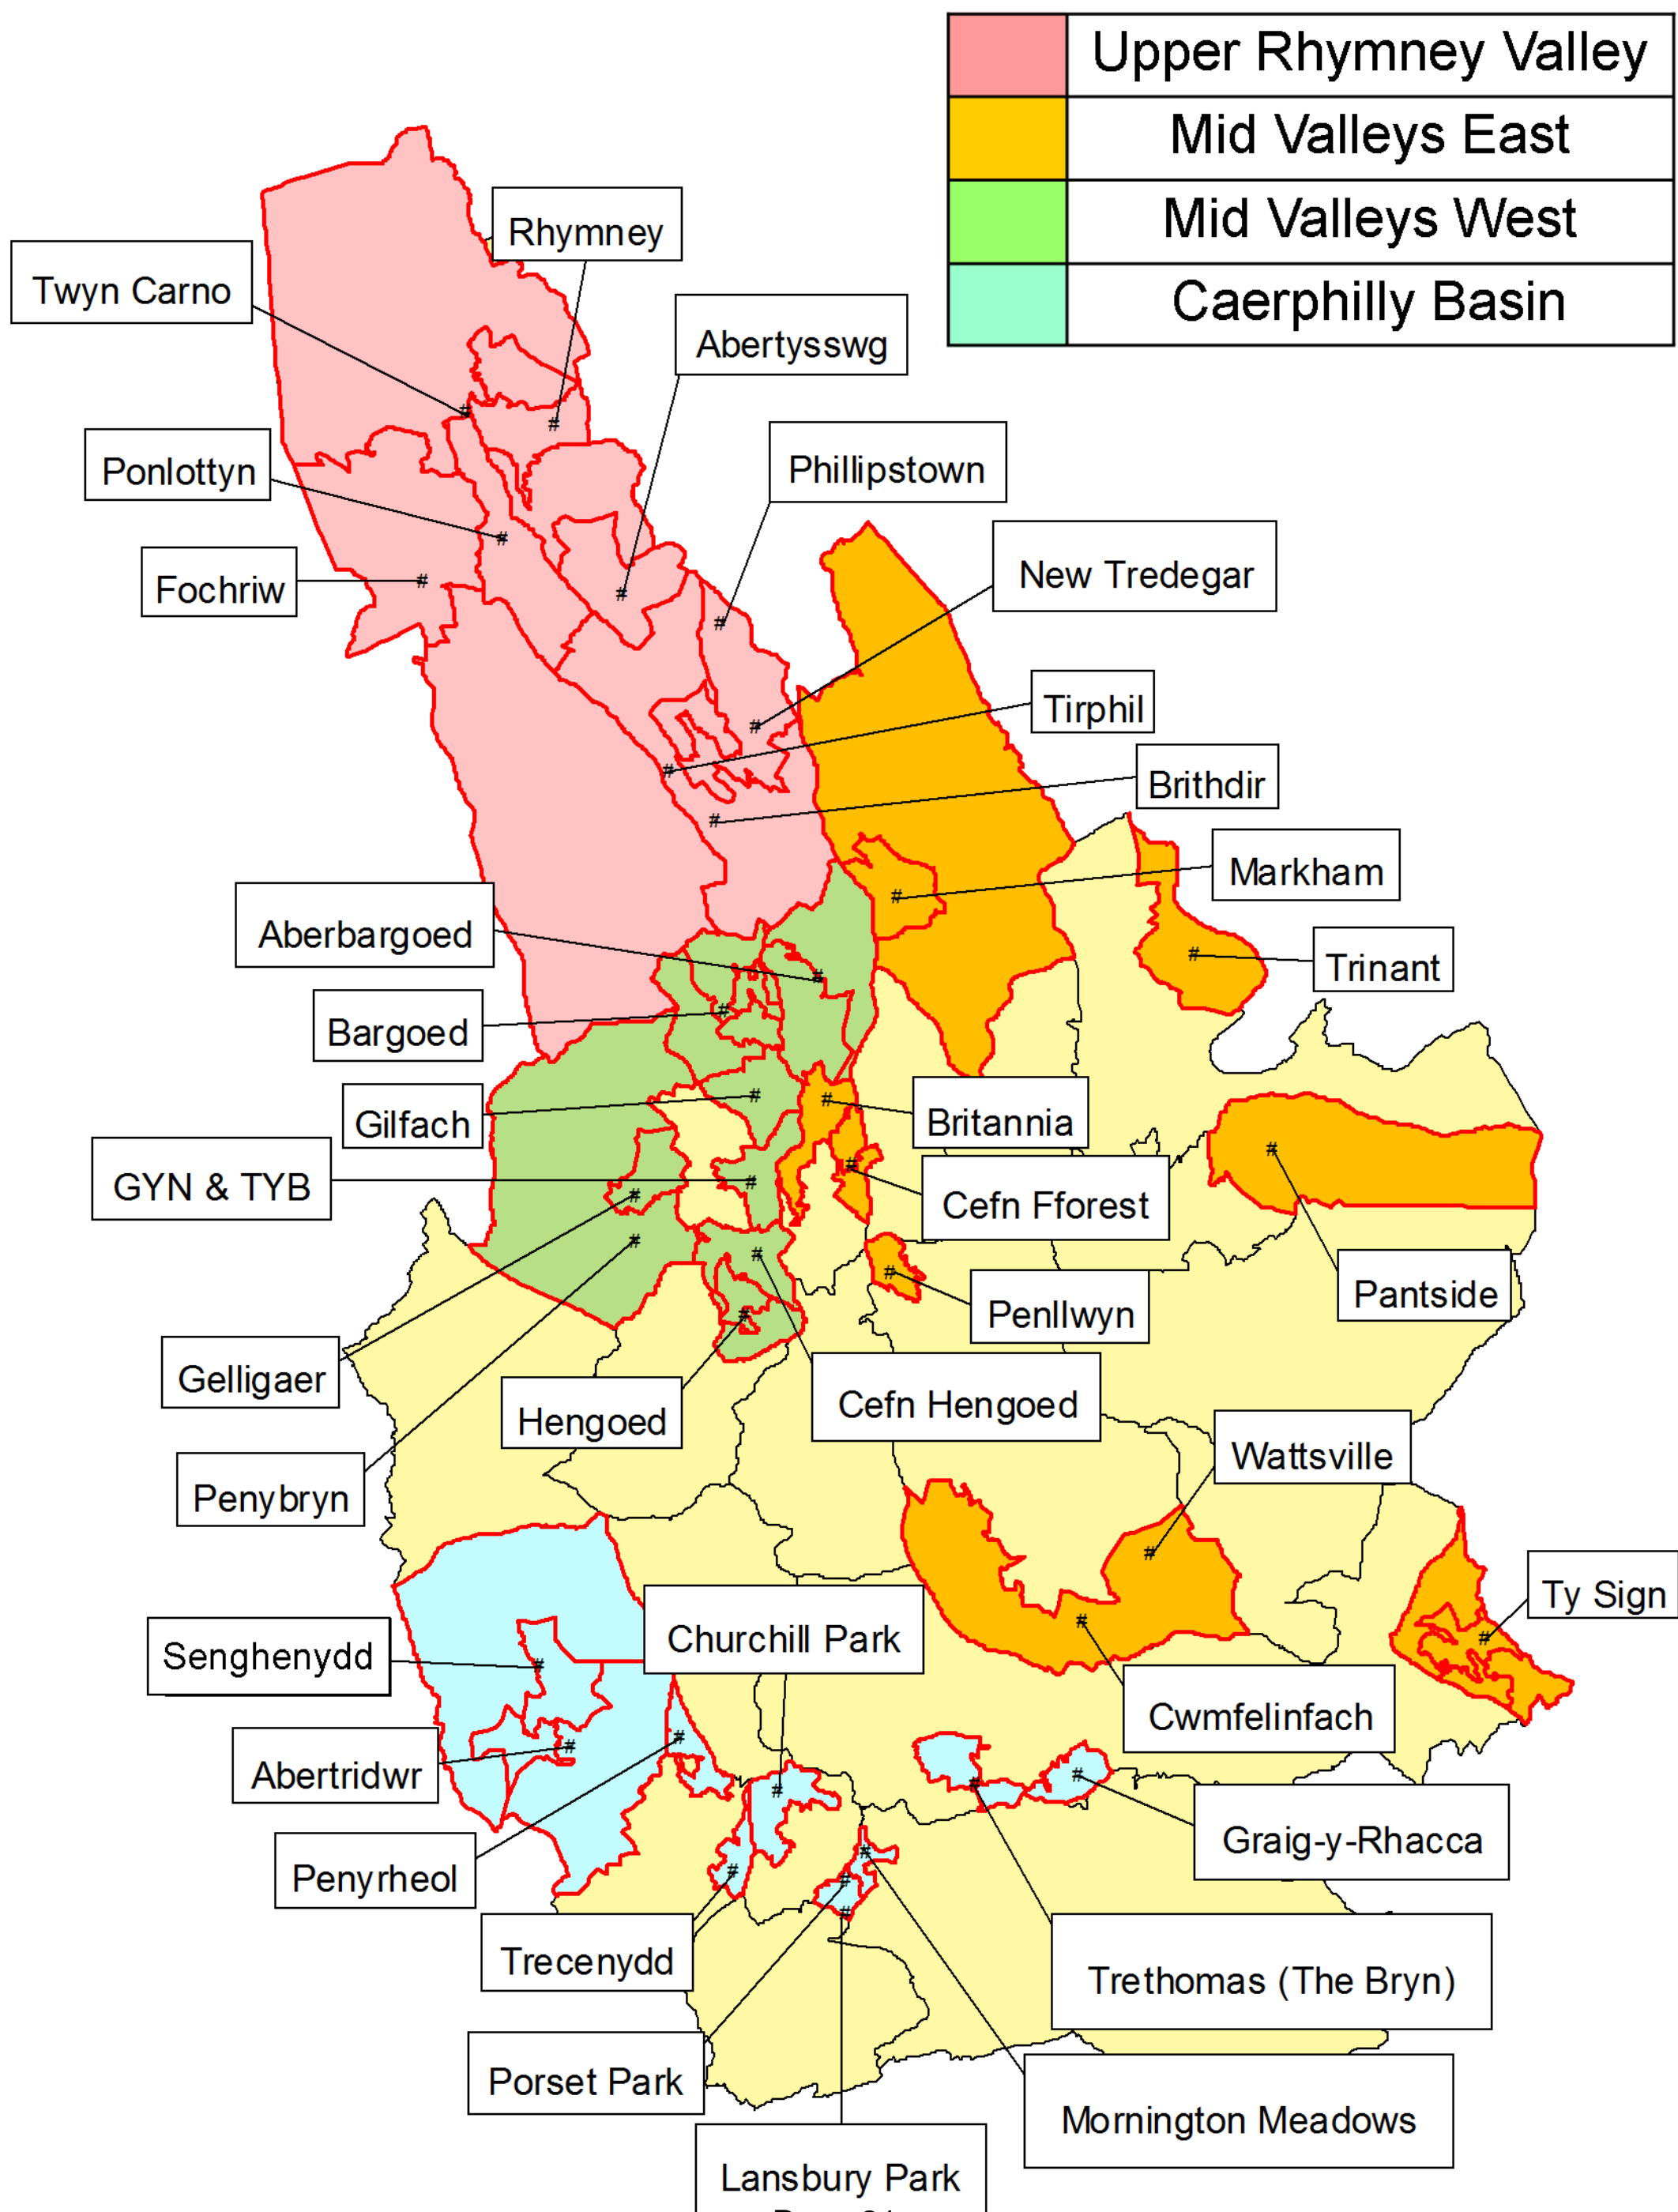 Upper Rhymney Valley
Mid Valleys East
Mid Valleys West
Caerphilly Basin
Rhymney
Twyn Carno
Abertysswg
Ponlottyn
Phillipstown
Fochriw
New Tredegar
Tirphil
Brithdir
Markham
Aberbargoed
Trinant
Bargoed
Gilfach
Britannia
GYN & TYB
Cefn Fforest
Pantside
Penllwyn
Gelligaer
Hengoed
Cefn Hengoed
Wattsville
Penybryn
Ty Sign
Churchill Park
Senghenydd
Cwmfelinfach
Abertridwr
Graig-y-Rhacca
Penyrheol
Trecenydd
Trethomas (The Bryn)
Porset Park
Mornington Meadows
Lansbury Park